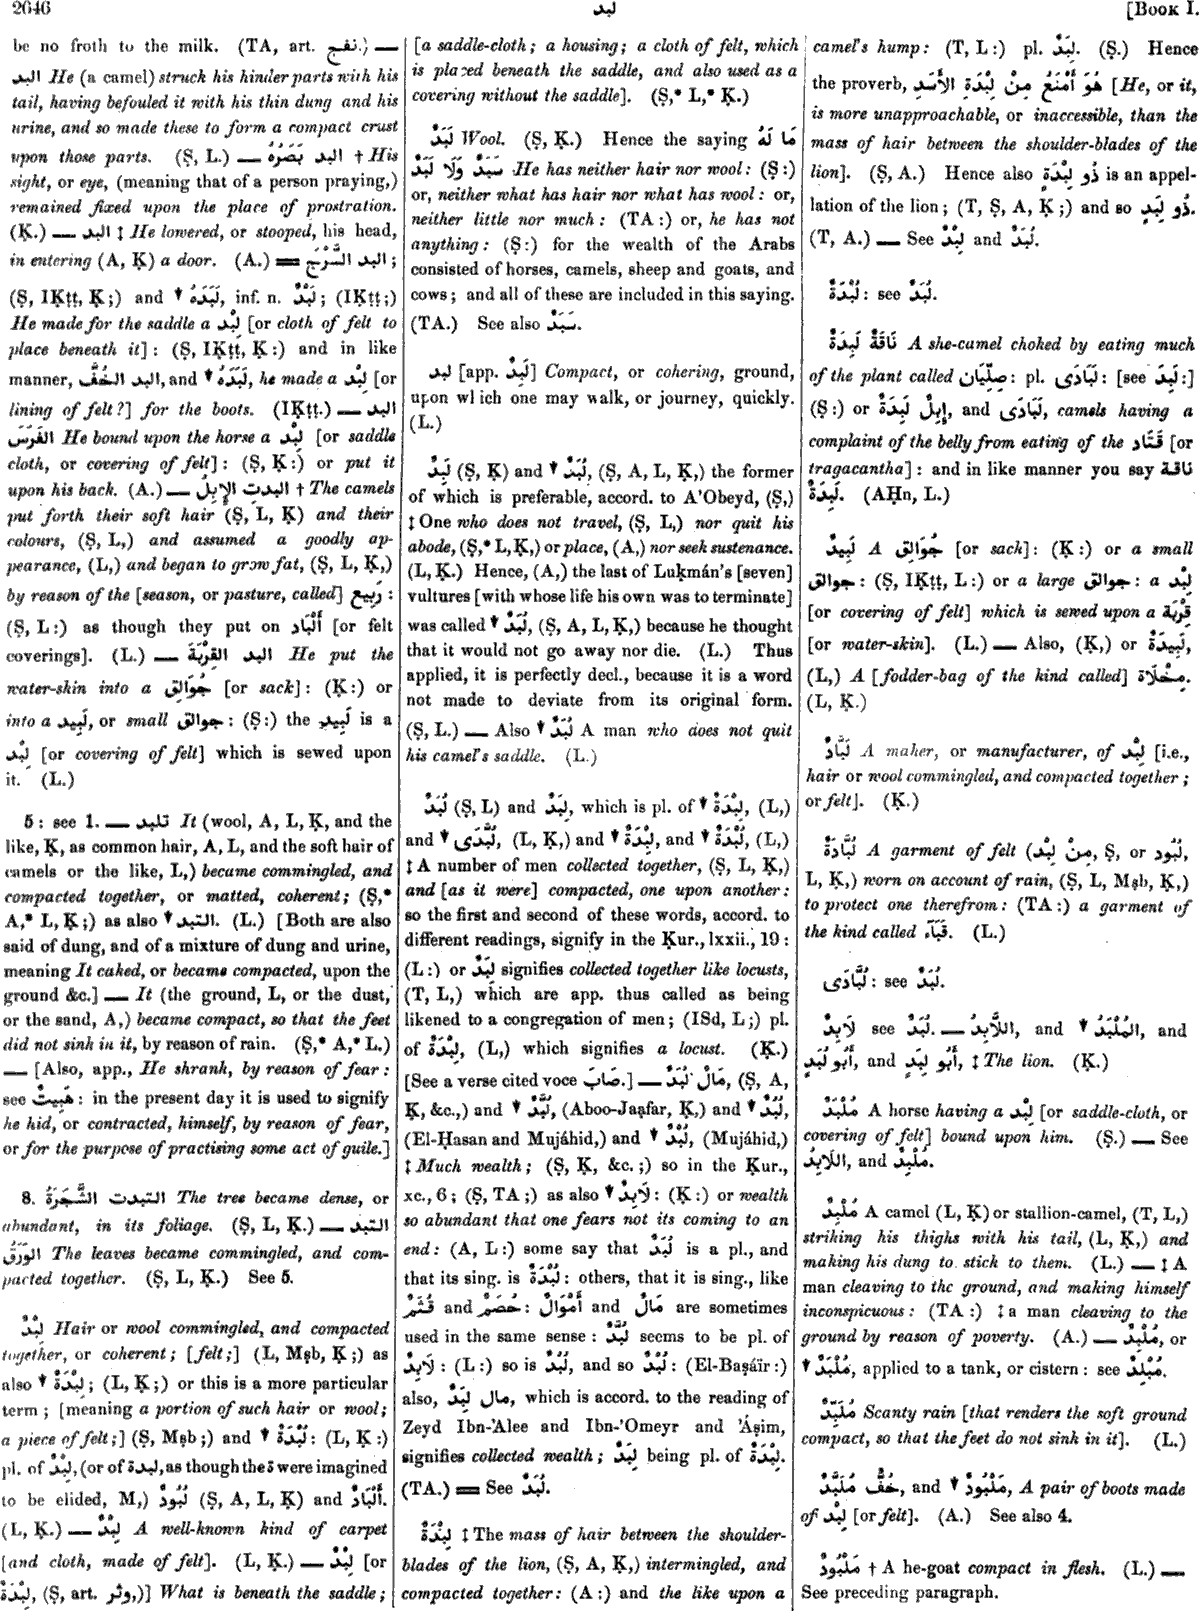 2646
لبد
[BOOK I.
be no froth to the milk. (TA, art. نفج.) —
البد He (a camel) struck his hinder parts with his
tail, having befouled it with his thin dung and his
urine, and so made these to form a compact crust
upon those parts. (Ṣ, L.) — البد بَصَرُهُ † His
sight, or eye, (meaning that of a person praying,)
remained fixed upon the place of prostration.
(Ḳ.) — البد ‡ He lowered, or stooped, his head,
in entering (A, Ḳ) a door. (A.) = البد السَّرْجَ;
(Ṣ, IḲṭṭ, Ḳ;) and ▼ لَبَدَهُ, inf. n. لَبْدٌ; (IḲṭṭ;)
He made for the saddle a لِبْد [or cloth of felt to
place beneath it]: (Ṣ, IḲṭṭ, Ḳ:) and in like
manner, البد الخُفَّ, and ▼ لَبَدَهُ, he made a لِبْد [or
lining of felt?] for the boots. (IḲṭṭ.) — البد
الفَرَسَ He bound upon the horse a لِبْد [or saddle
cloth, or covering of felt]: (Ṣ, Ḳ:) or put it
upon his back. (A.) — البدت الإِبِلُ † The camels
put forth their soft hair (Ṣ, L, Ḳ) and their
colours, (Ṣ, L,) and assumed a goodly ap-
pearance, (L,) and began to grow fat, (Ṣ, L, Ḳ,)
by reason of the [season, or pasture, called] رَبِيع:
(Ṣ, L:) as though they put on أَلْبَاد [or felt
coverings]. (L.) — البد القِرْبَةَ He put the
water-skin into a جُوَالِق [or sack]: (Ḳ:) or
into a لَبِيد, or small جوالق: (Ṣ:) the لَبِيد is a
لِبْد [or covering of felt] which is sewed upon
it. (L.)
5: see 1. — تلبد It (wool, A, L, Ḳ, and the
like, Ḳ, as common hair, A, L, and the soft hair of
camels or the like, L,) became commingled, and
compacted together, or matted, coherent; (Ṣ,*
A,* L, Ḳ;) as also ▼ التبد. (L.) [Both are also
said of dung, and of a mixture of dung and urine,
meaning It caked, or became compacted, upon the
ground &c.] — It (the ground, L, or the dust,
or the sand, A,) became compact, so that the feet
did not sink in it, by reason of rain. (Ṣ,* A,* L.)
— [Also, app., He shrank, by reason of fear:
see هَبِيتٌ: in the present day it is used to signify
he hid, or contracted, himself, by reason of fear,
or for the purpose of practising some act of guile.]
8. التبدت الشَّجَرَةُ The tree became dense, or
abundant, in its foliage. (Ṣ, L, Ḳ.) — التبد
الوَرَقُ The leaves became commingled, and com-
pacted together. (Ṣ, L, Ḳ.) See 5.
لِبْدٌ Hair or wool commingled, and compacted
together, or coherent; [felt;] (L, Mṣb, Ḳ;) as
also ▼ لِبْدَةٌ; (L, Ḳ;) or this is a more particular
term; [meaning a portion of such hair or wool;
a piece of felt;] (Ṣ, Mṣb;) and ▼ لُبْدَةٌ: (L, Ḳ:)
pl. of لِبْدٌ, (or of لبدة, as though the ة were imagined
to be elided, M,) لُبُودٌ (Ṣ, A, L, Ḳ) and أَلْبَادٌ.
(L, Ḳ.) — لِبْدٌ A well-known kind of carpet
[and cloth, made of felt]. (L, Ḳ.) — لِبْدٌ [or
لِبْدَةٌ, (Ṣ, art. وثر,)] What is beneath the saddle;
[a saddle-cloth; a housing; a cloth of felt, which
is placed beneath the saddle, and also used as a
covering without the saddle]. (Ṣ,* L,* Ḳ.)
لَبَدٌ Wool. (Ṣ, Ḳ.) Hence the saying مَا لَهُ
سَبَدٌ وَلَا لَبَدٌ He has neither hair nor wool: (Ṣ:)
or, neither what has hair nor what has wool: or,
neither little nor much: (TA:) or, he has not
anything: (Ṣ:) for the wealth of the Arabs
consisted of horses, camels, sheep and goats, and
cows; and all of these are included in this saying.
(TA.) See also سَبَدٌ.
لبد [app. لَبِدٌ] Compact, or cohering, ground,
upon which one may walk, or journey, quickly.
(L.)
لَبِدٌ (Ṣ, Ḳ) and ▼ لُبَدٌ, (Ṣ, A, L, Ḳ,) the former
of which is preferable, accord. to A'Obeyd, (Ṣ,)
‡ One who does not travel, (Ṣ, L,) nor quit his
abode, (Ṣ,* L, Ḳ,) or place, (A,) nor seek sustenance.
(L, Ḳ.) Hence, (A,) the last of Luḳmán's [seven]
vultures [with whose life his own was to terminate]
was called ▼ لُبَدٌ, (Ṣ, A, L, Ḳ,) because he thought
that it would not go away nor die. (L.) Thus
applied, it is perfectly decl., because it is a word
not made to deviate from its original form.
(Ṣ, L.) — Also ▼ لُبَدٌ A man who does not quit
his camel's saddle. (L.)
لُبَدٌ (Ṣ, L) and لِبَدٌ, which is pl. of ▼ لِبْدَةٌ, (L,)
and ▼ لُبَّدَى, (L, Ḳ,) and ▼ لِبْدَةٌ, and ▼ لُبْدَةٌ, (L,)
‡ A number of men collected together, (Ṣ, L, Ḳ,)
and [as it were] compacted, one upon another:
so the first and second of these words, accord. to
different readings, signify in the Ḳur., lxxii., 19:
(L:) or لِبَدٌ signifies collected together like locusts,
(T, L,) which are app. thus called as being
likened to a congregation of men; (ISd, L;) pl.
of لِبْدَةٌ, (L,) which signifies a locust. (Ḳ.)
[See a verse cited voce صَابَ.] — مَالٌ لُبَدٌ, (Ṣ, A,
Ḳ, &c.,) and ▼ لُبَّدٌ, (Aboo-Jaạfar, Ḳ,) and ▼ لُبُدٌ,
(El-Ḥasan and Mujáhid,) and ▼ لُبْدٌ, (Mujáhid,)
‡ Much wealth; (Ṣ, Ḳ, &c.;) so in the Ḳur.,
xc., 6; (Ṣ, TA;) as also ▼ لَابِدٌ: (Ḳ:) or wealth
so abundant that one fears not its coming to an
end: (A, L:) some say that لُبَدٌ is a pl., and
that its sing. is لُبْدَةٌ: others, that it is sing., like
قُثَمٌ and حُطَمٌ: أَمْوَالٌ and مَالٌ are sometimes
used in the same sense: لُبَّدٌ seems to be pl. of
لَابِدٌ: (L:) so is لُبُدٌ, and so لُبْدٌ: (El-Baṣáïr:)
also, مال لِبَدٌ, which is accord. to the reading of
Zeyd Ibn-'Alee and Ibn-'Omeyr and 'Áṣim,
signifies collected wealth; لِبَدٌ being pl. of لِبْدَةٌ.
(TA.) = See لَبِدٌ.
لِبْدَةٌ ‡ The mass of hair between the shoulder-
blades of the lion, (Ṣ, A, Ḳ,) intermingled, and
compacted together: (A:) and the like upon a
camel's hump: (T, L:) pl. لِبَدٌ. (Ṣ.) Hence
the proverb, هُوَ أَمْنَعُ مِنْ لِبْدَةِ الأَسَدِ [He, or it,
is more unapproachable, or inaccessible, than the
mass of hair between the shoulder-blades of the
lion]. (Ṣ, A.) Hence also ذُو لِبْدَةٍ is an appel-
lation of the lion; (T, Ṣ, A, Ḳ;) and so ذُو لِبَدٍ.
(T, A.) — See لِبْدٌ and لُبَدٌ.
لُبْدَةٌ: see لُبَدٌ.
نَاقَةٌ لَبِدَةٌ A she-camel choked by eating much
of the plant called صِلِّيَان: pl. لَبَادَى: [see لَبِدَ:]
(Ṣ:) or إِبِلٌ لَبِدَةٌ, and لَبَادَى, camels having a
complaint of the belly from eating of the قَتَاد [or
tragacantha]: and in like manner you say ناقة
لَبِدَةٌ. (AḤn, L.)
لَبِيدٌ A جُوَالِق [or sack]: (Ḳ:) or a small
جوالق: (Ṣ, IḲṭṭ, L:) or a large جوالق: a لِبْد
[or covering of felt] which is sewed upon a قِرْبَة
[or water-skin]. (L.) — Also, (Ḳ,) or لَبِيدَةٌ,
(L,) A [fodder-bag of the kind called] مِخْلَاة.
(L, Ḳ.)
لَبَّادٌ A maker, or manufacturer, of لِبْد [i.e.,
hair or wool commingled, and compacted together;
or felt]. (Ḳ.)
لُبَّادَةٌ A garment of felt (مِنْ لِبْدٍ, Ṣ, or لُبُود,
L, Ḳ,) worn on account of rain, (Ṣ, L, Mṣb, Ḳ,)
to protect one therefrom: (TA:) a garment of
the kind called قَبَآء. (L.)
لُبَّادَى: see لُبَدٌ.
لَابِدٌ see لُبَدٌ. — اللَّابِدُ, and ▼ المُلْبَدُ, and
أَبُو لُبَدٍ, and أَبُو لِبَدٍ, ‡ The lion. (Ḳ.)
مُلْبَدٌ A horse having a لِبْد [or saddle-cloth, or
covering of felt] bound upon him. (Ṣ.) — See
اللَّابِدُ, and مُلْبِدٌ.
مُلْبِدٌ A camel (L, Ḳ) or stallion-camel, (T, L,)
striking his thighs with his tail, (L, Ḳ,) and
making his dung to stick to them. (L.) — ‡ A
man cleaving to the ground, and making himself
inconspicuous: (TA:) ‡ a man cleaving to the
ground by reason of poverty. (A.) — مُلْبِدٌ, or
▼ مُلْبَدٌ, applied to a tank, or cistern: see مُبْلِدٌ.
مُلَبِّدٌ Scanty rain [that renders the soft ground
compact, so that the feet do not sink in it]. (L.)
خُفٌّ مُلَبَّدٌ, and ▼ مَلْبُودٌ, A pair of boots made
of لِبْد [or felt]. (A.) See also 4.
مَلْبُودٌ † A he-goat compact in flesh. (L.) —
See preceding paragraph.